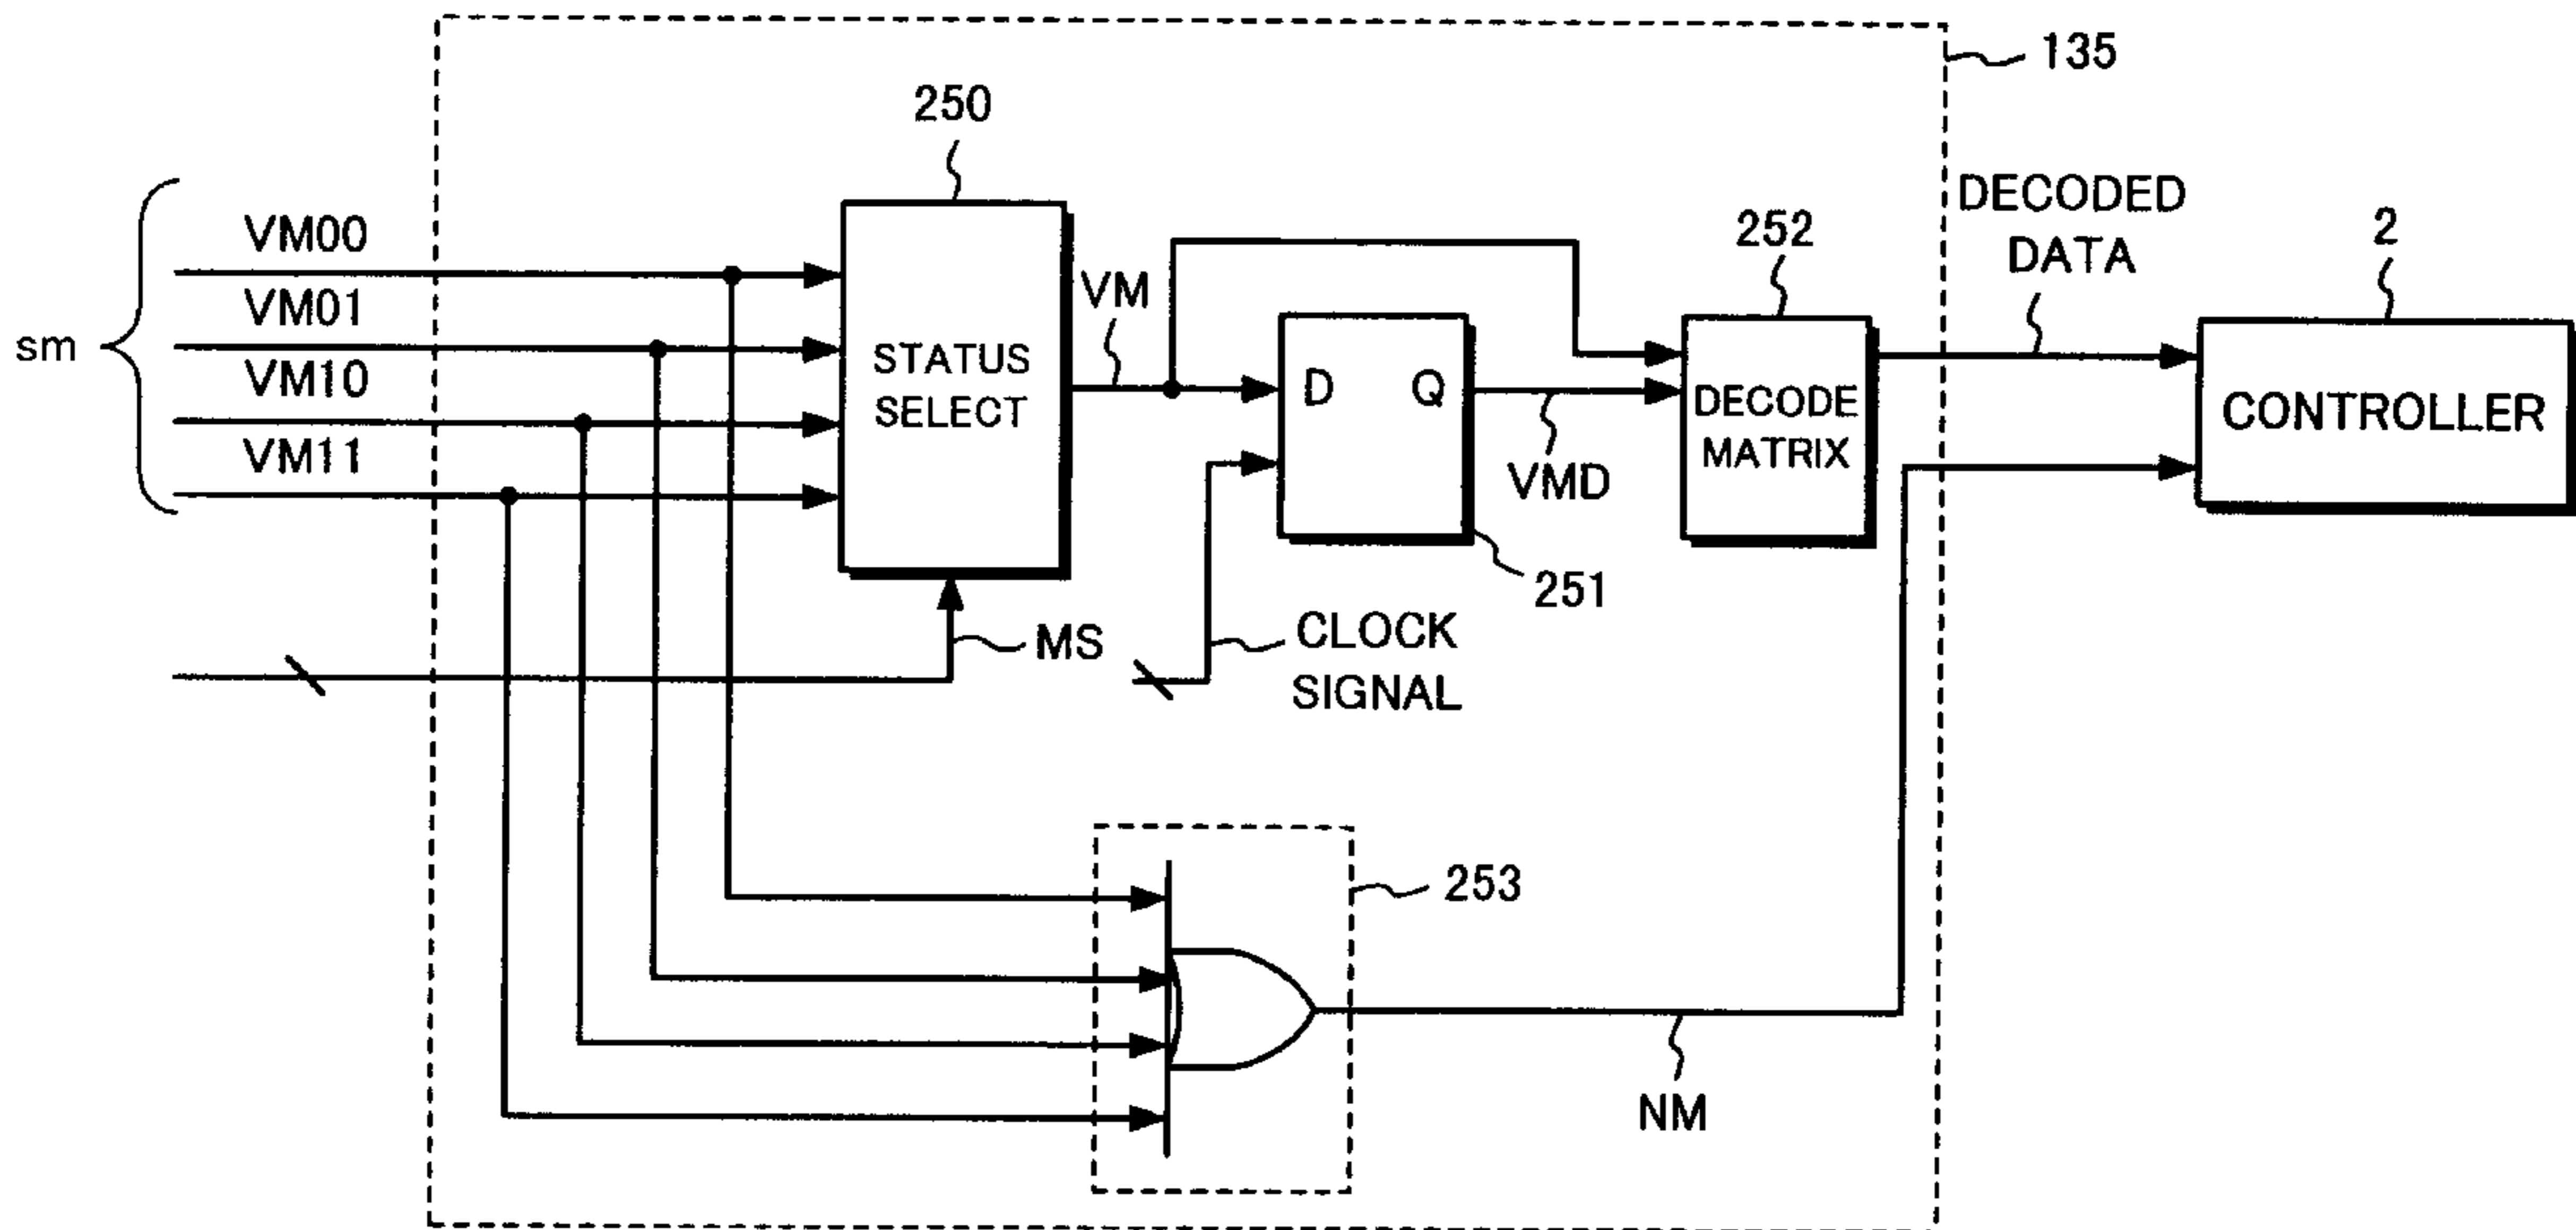 135
250
DECODED
DATA
252
2
sm
VM00
VM01
VM10
VM11
VM
STATUS
SELECT
D Q
DECODE
MATRIX
CONTROLLER
VMD
251
MS
CLOCK
SIGNAL
253
NM